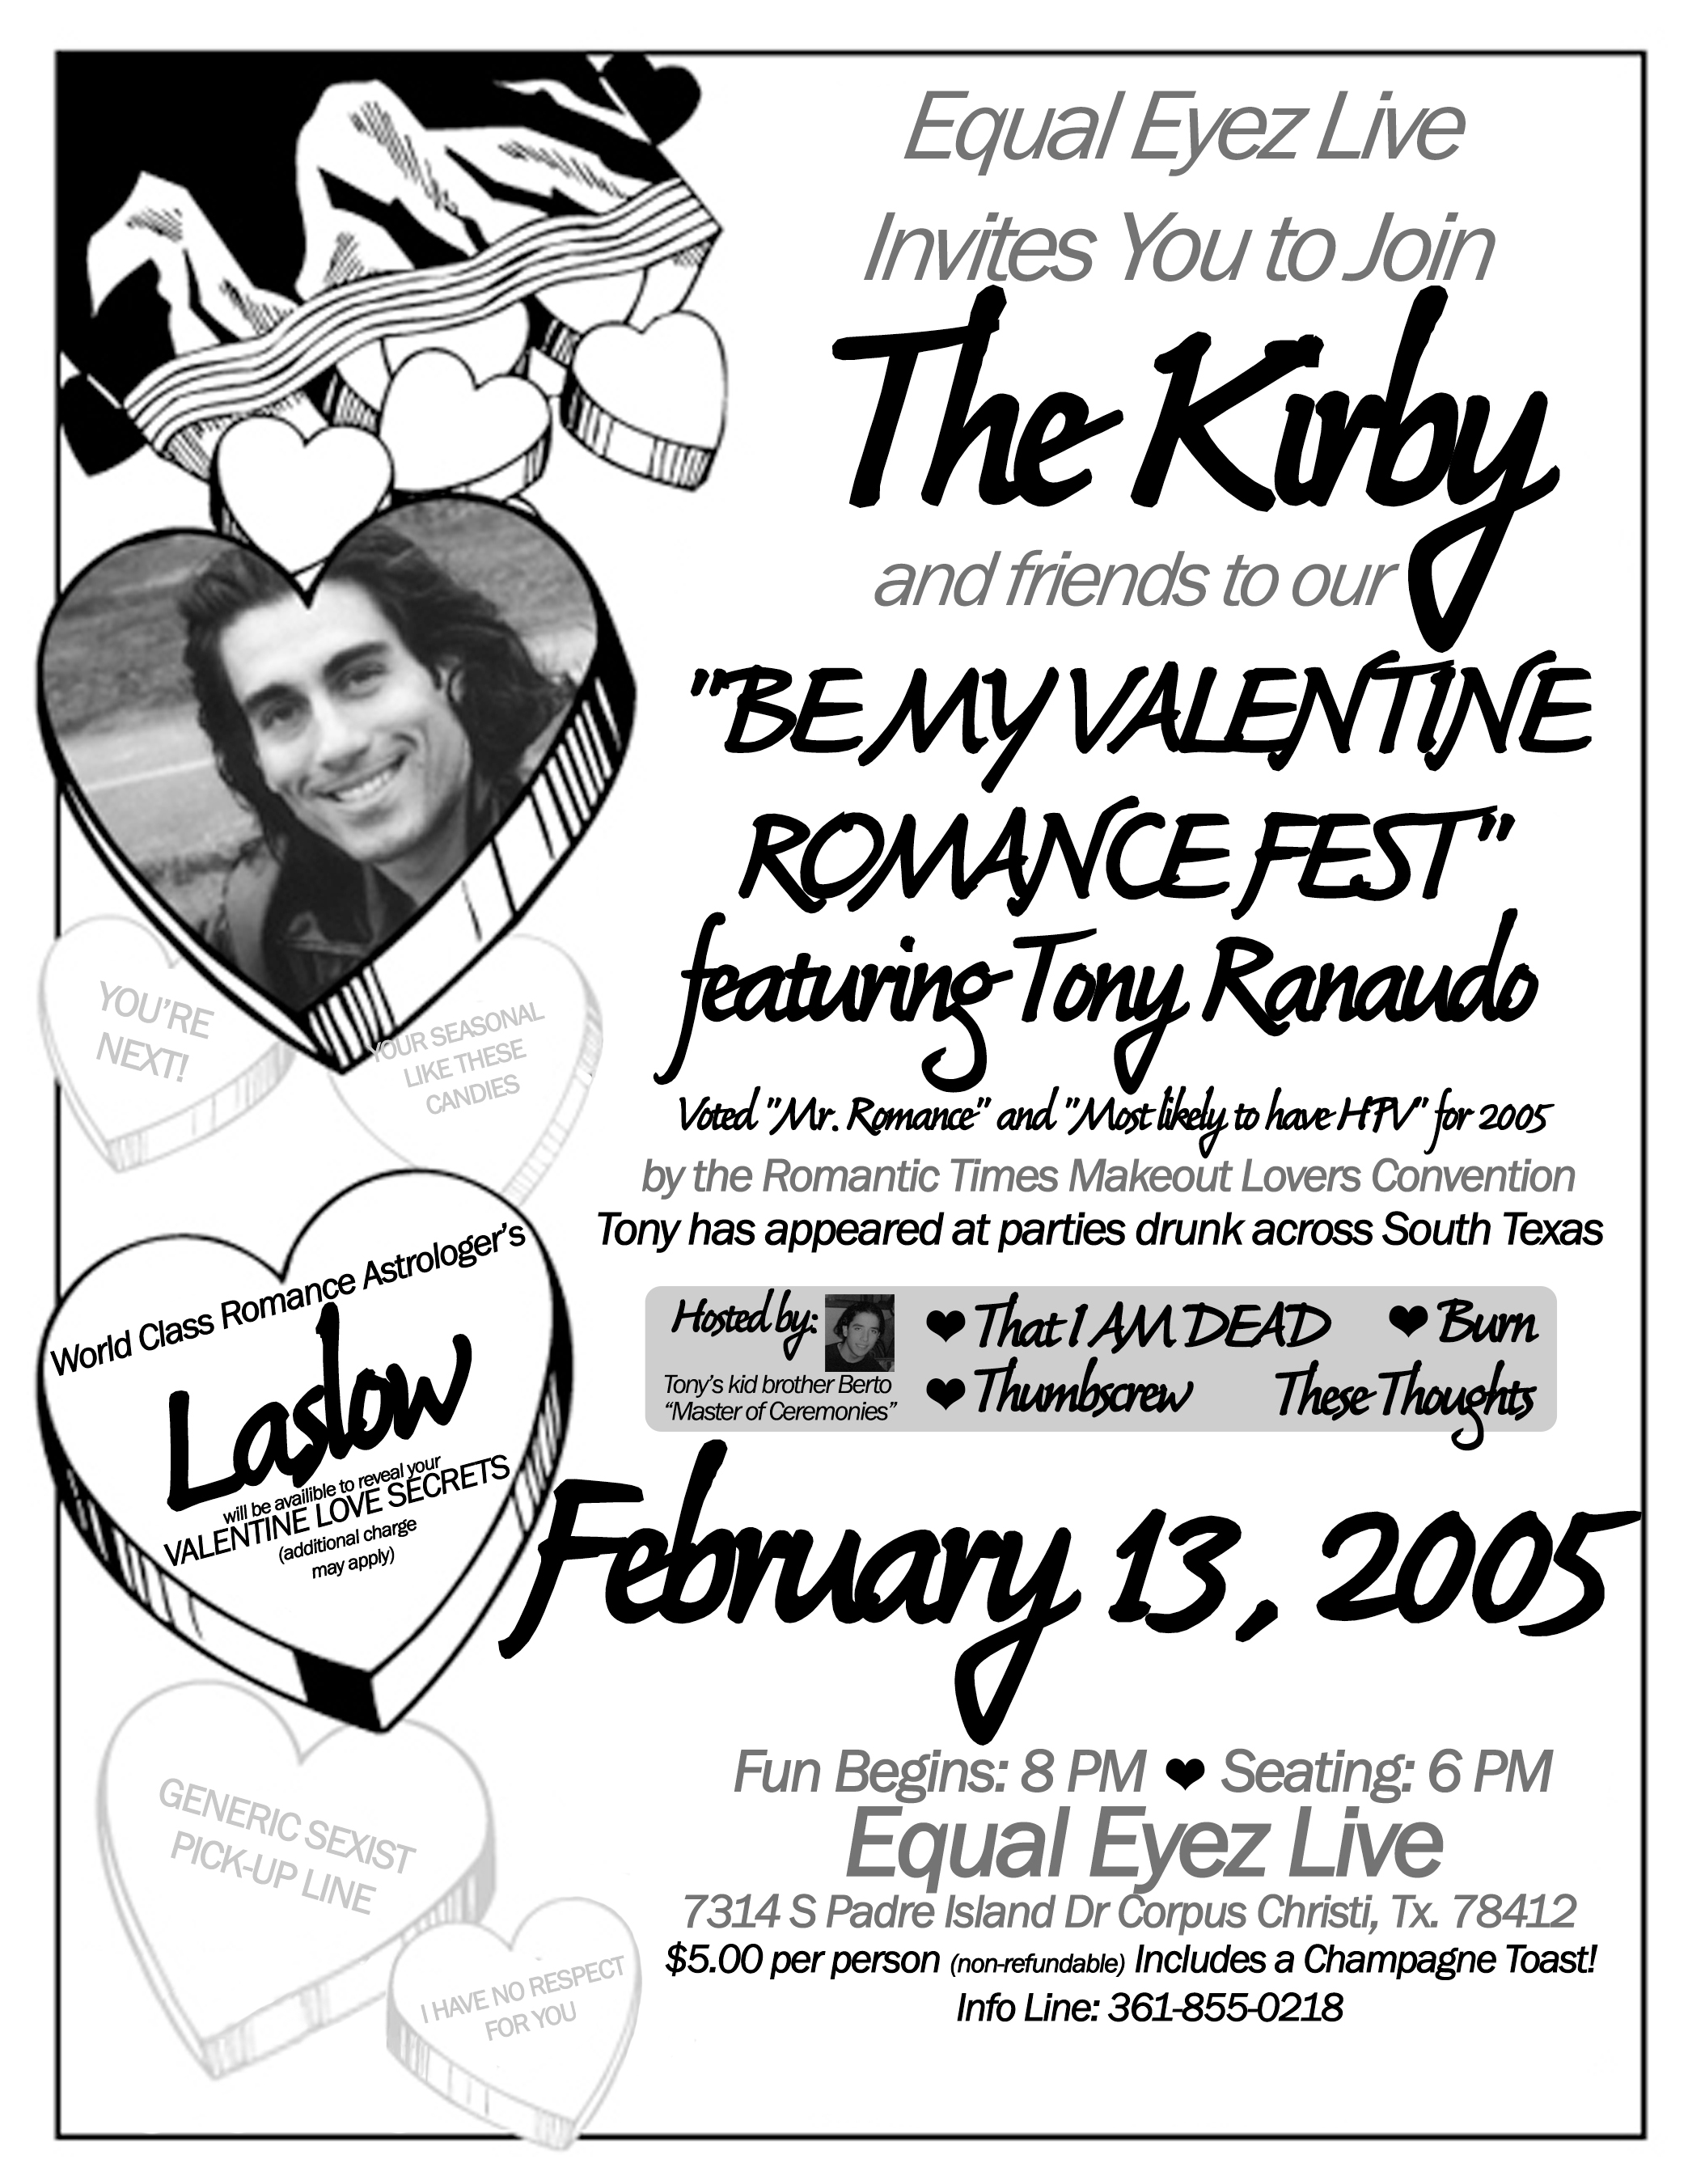 Equal Eyez Live
Invites You to Join
The Kirby
and friends to our
"BE MY VALENTINE
ROMANCE FEST"
featuring Tony Ranaudo
Voted "Mr. Romance" and "Most likely to have HPV" for 2005
by the Romantic Times Makeout Lovers Convention
Tony has appeared at parties drunk across South Texas
Hosted by:
Tony's kid brother Berto
“Master of Ceremonies”
❤ That I AM DEAD
❤ Thumbscrew
❤ Burn
These Thoughts
February 13, 2005
Fun Begins: 8 PM ❤ Seating: 6 PM
Equal Eyez Live
7314 S Padre Island Dr Corpus Christi, Tx. 78412
$5.00 per person (non-refundable) Includes a Champagne Toast!
Info Line: 361-855-0218
YOU'RE
NEXT!
YOUR SEASONAL
LIKE THESE
CANDIES
World Class Romance Astrologer's
Laslow
will be availible to reveal your
VALENTINE LOVE SECRETS
(additional charge
may apply)
GENERIC SEXIST
PICK-UP LINE
I HAVE NO RESPECT
FOR YOU